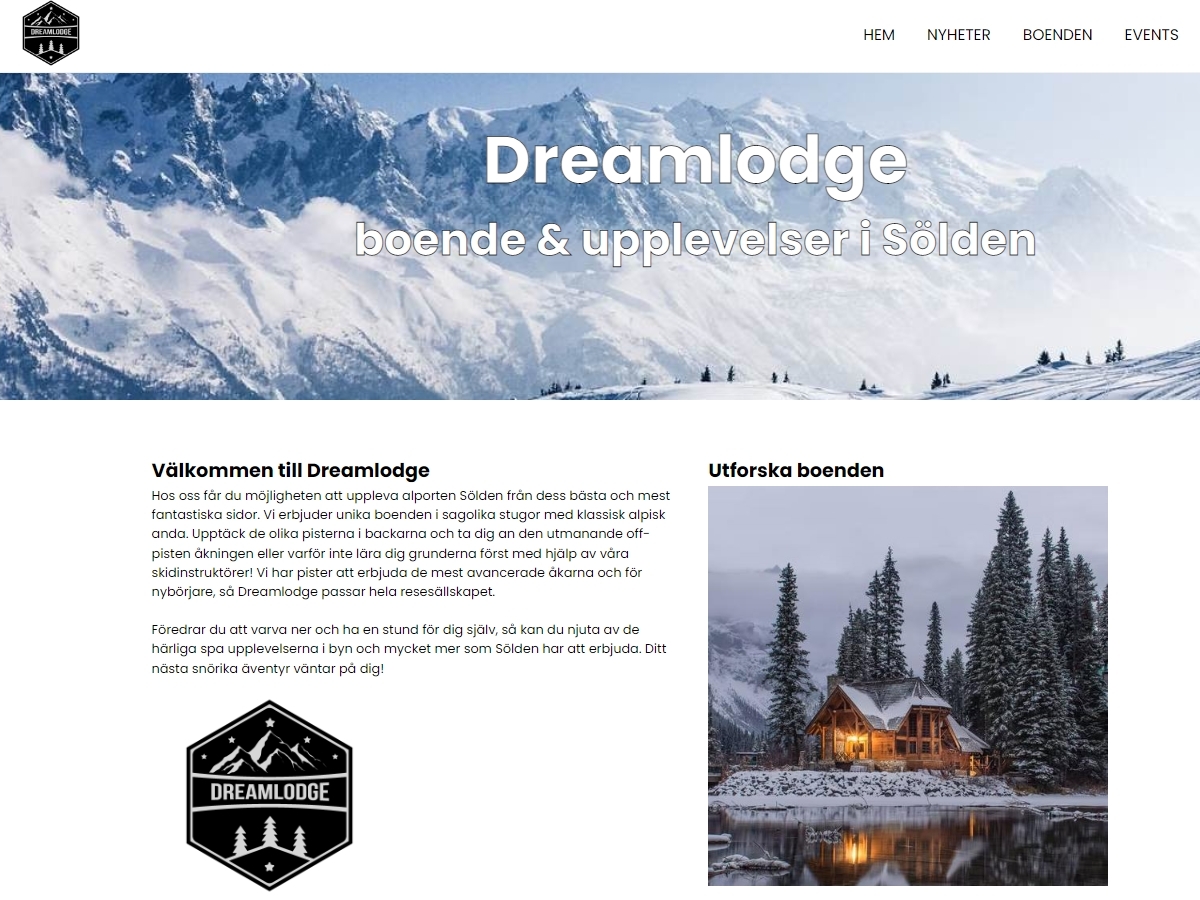 DREAMLODGE
HEM NYHETER BOENDEN EVENTS
Dreamlodge
boende & upplevelser i Sölden
Välkommen till Dreamlodge
Hos oss får du möjligheten att uppleva alporten Sölden från dess bästa och mest
fantastiska sidor. Vi erbjuder unika boenden i sagolika stugor med klassisk alpisk
anda. Upptäck de olika pisterna i backarna och ta dig an den utmanande off-
pisten åkningen eller varför inte lära dig grunderna först med hjälp av våra
skidinstruktörer! Vi har pister att erbjuda de mest avancerade åkarna och för
nybörjare, så Dreamlodge passar hela resesällskapet.
Föredrar du att varva ner och ha en stund för dig själv, så kan du njuta av de
härliga spa upplevelserna i byn och mycket mer som Sölden har att erbjuda. Ditt
nästa snörika äventyr väntar på dig!
DREAMLODGE
Utforska boenden